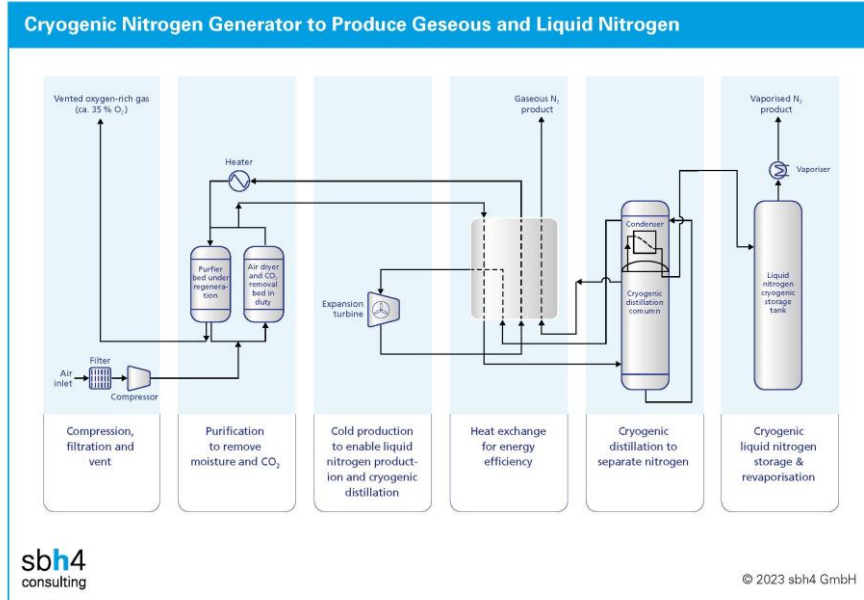 Cryogenic Nitrogen Generator to Produce Geseous and Liquid Nitrogen
Vented oxygen-rich gas
(ca. 35 % O₂)
Gaseous N₂
product
Vaporised N₂
product
Heater
Vaporiser
Condenser
Purfier
bed under
regenera-
tion
Air dryer
and CO₂
removal
bed in
duty
Expansion
turbine
Cryogenic
distillation
comumn
Liquid
nitrogen
cryogenic
storage
tank
Filter
Air
inlet
Compressor
Compression,
filtration and
vent
Purification
to remove
moisture and CO₂
Cold production
to enable liquid
nitrogen product-
ion and cryogenic
distillation
Heat exchange
for energy
efficiency
Cryogenic
distillation to
separate nitrogen
Cryogenic
liquid nitrogen
storage &
revaporisation
sbh4
consulting
© 2023 sbh4 GmbH